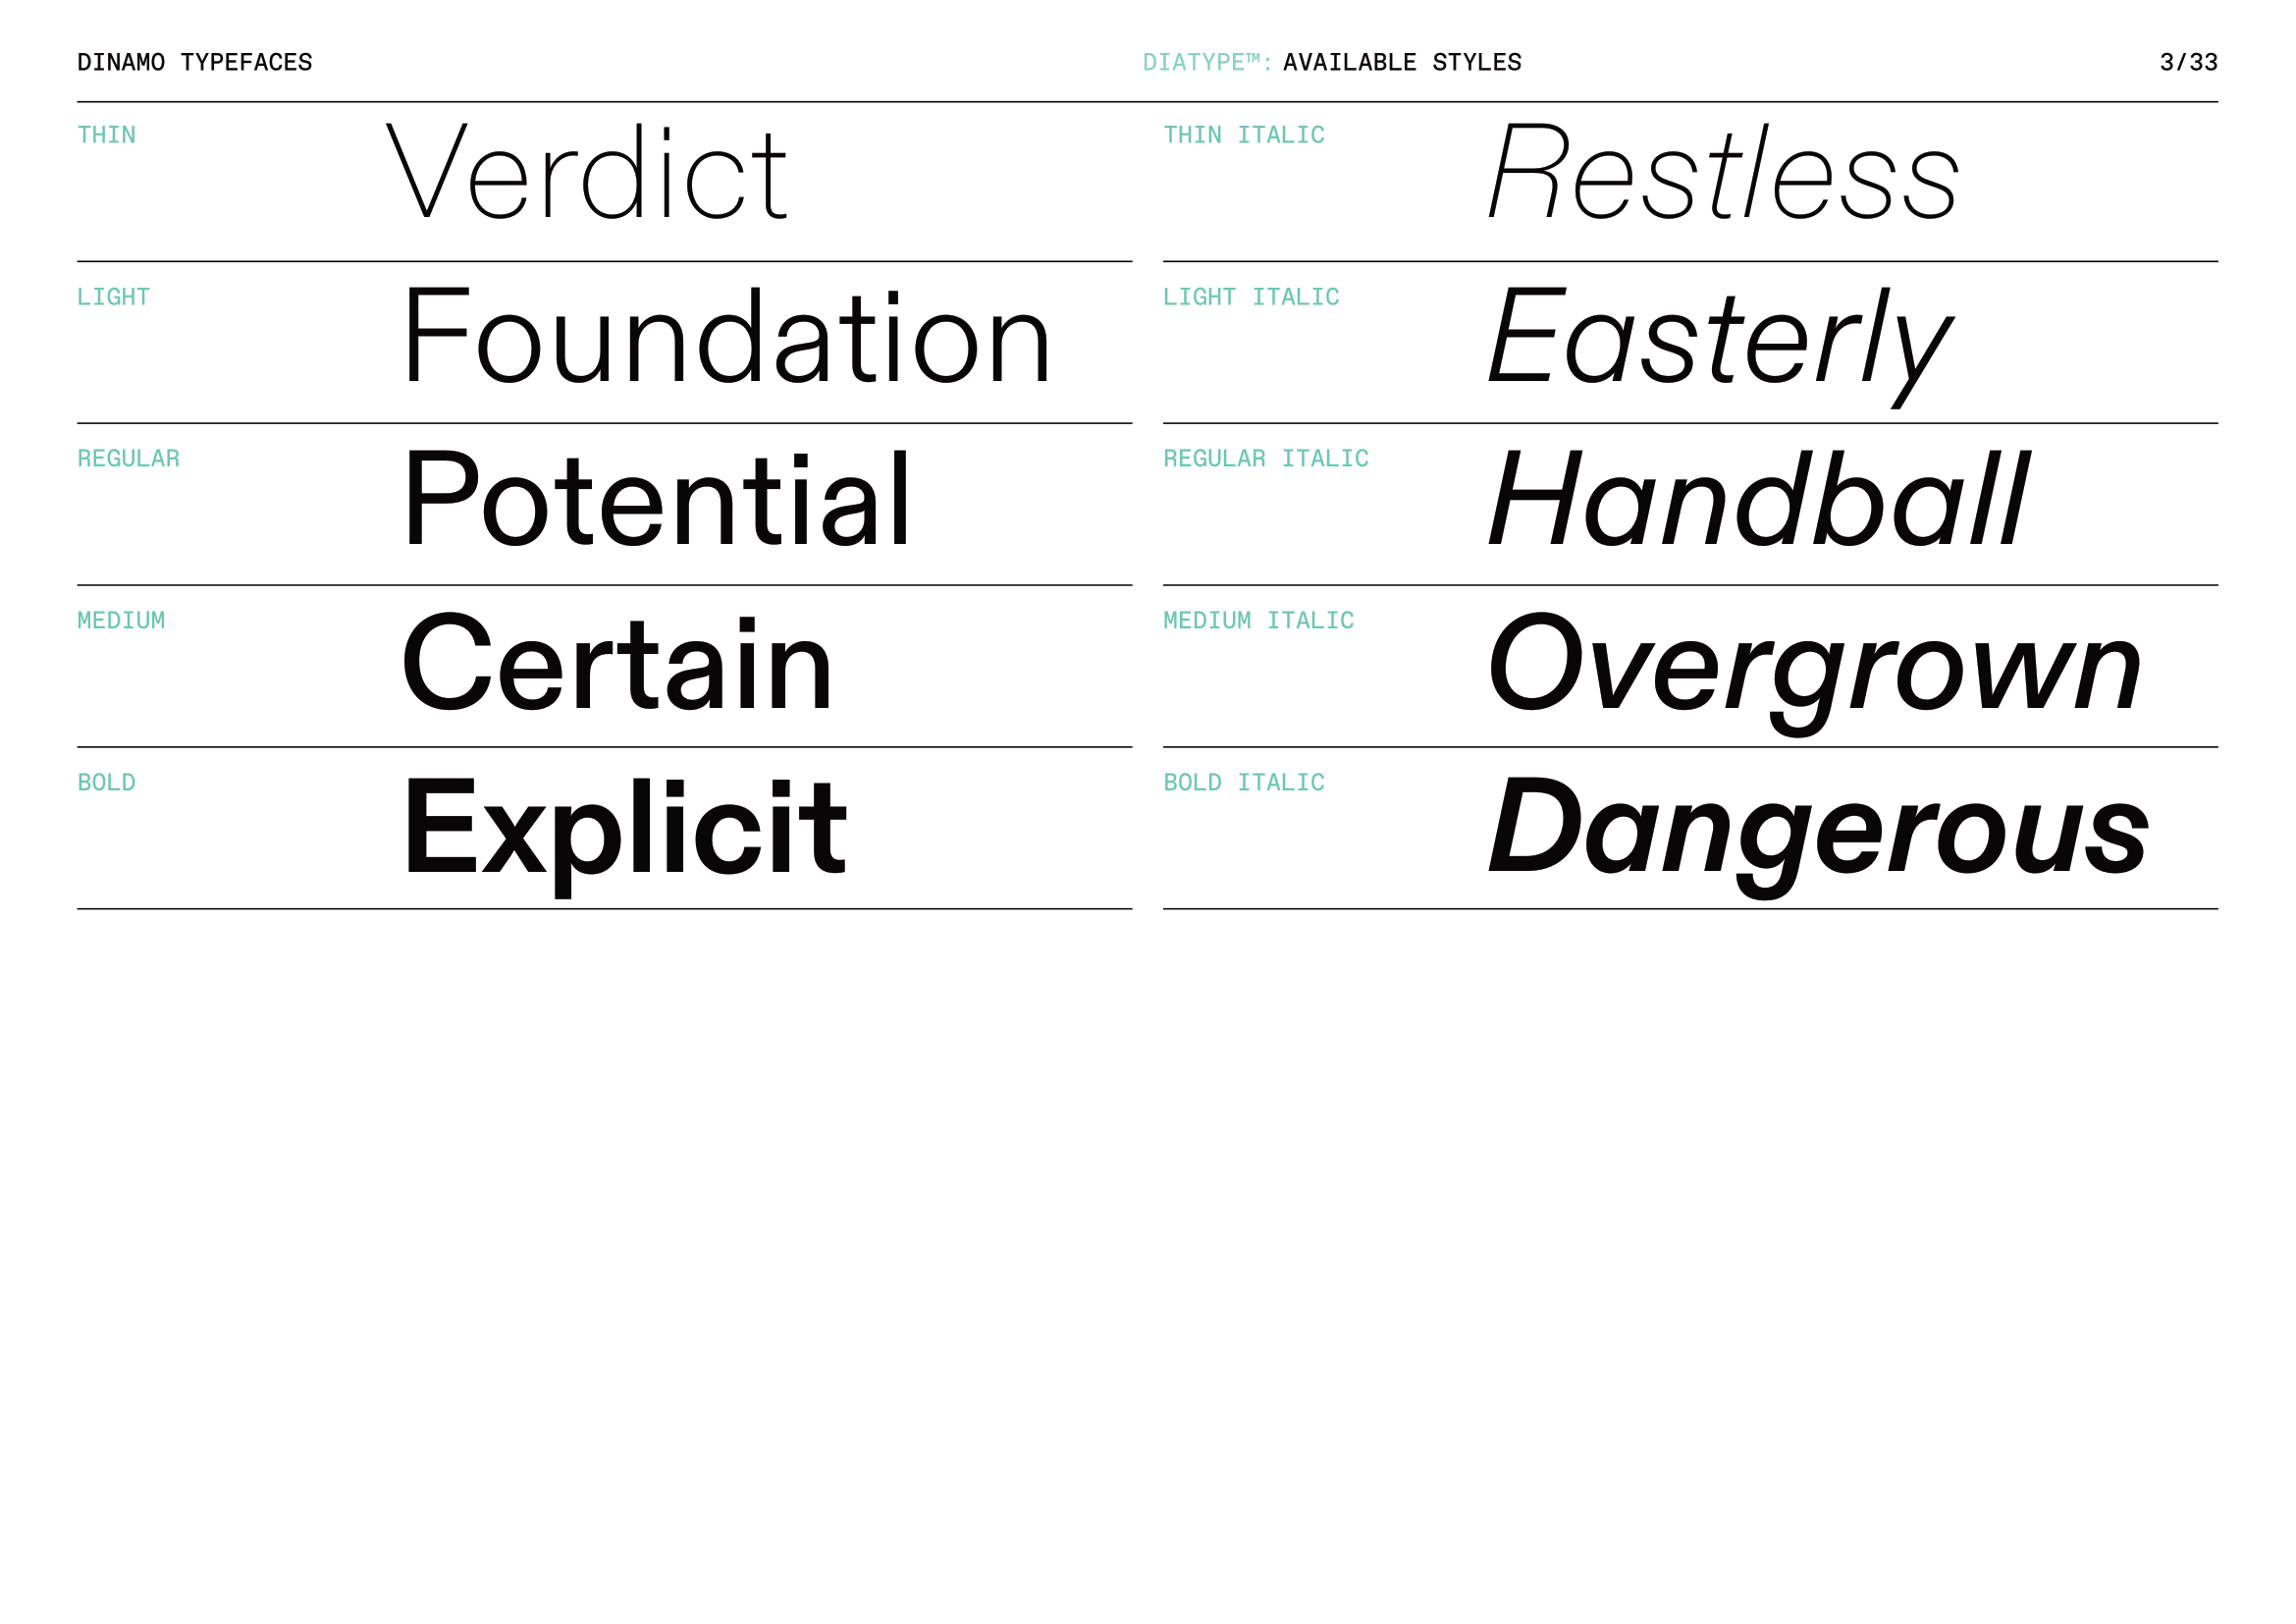 DINAMO TYPEFACES
DIATYPE™: AVAILABLE STYLES
3/33
THIN
Verdict
THIN ITALIC
Restless
LIGHT
Foundation
LIGHT ITALIC
Easterly
REGULAR
Potential
REGULAR ITALIC
Handball
MEDIUM
Certain
MEDIUM ITALIC
Overgrown
BOLD
Explicit
BOLD ITALIC
Dangerous